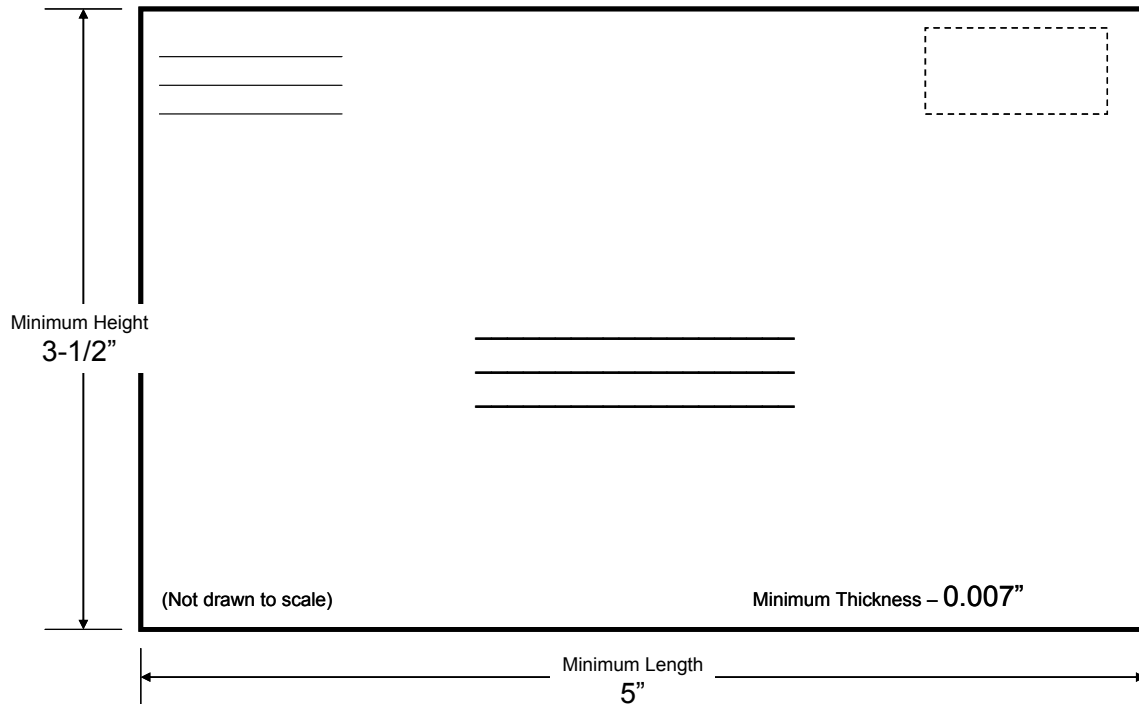 Minimum Height
3-1/2”
(Not drawn to scale)
Minimum Thickness – 0.007”
Minimum Length
5”